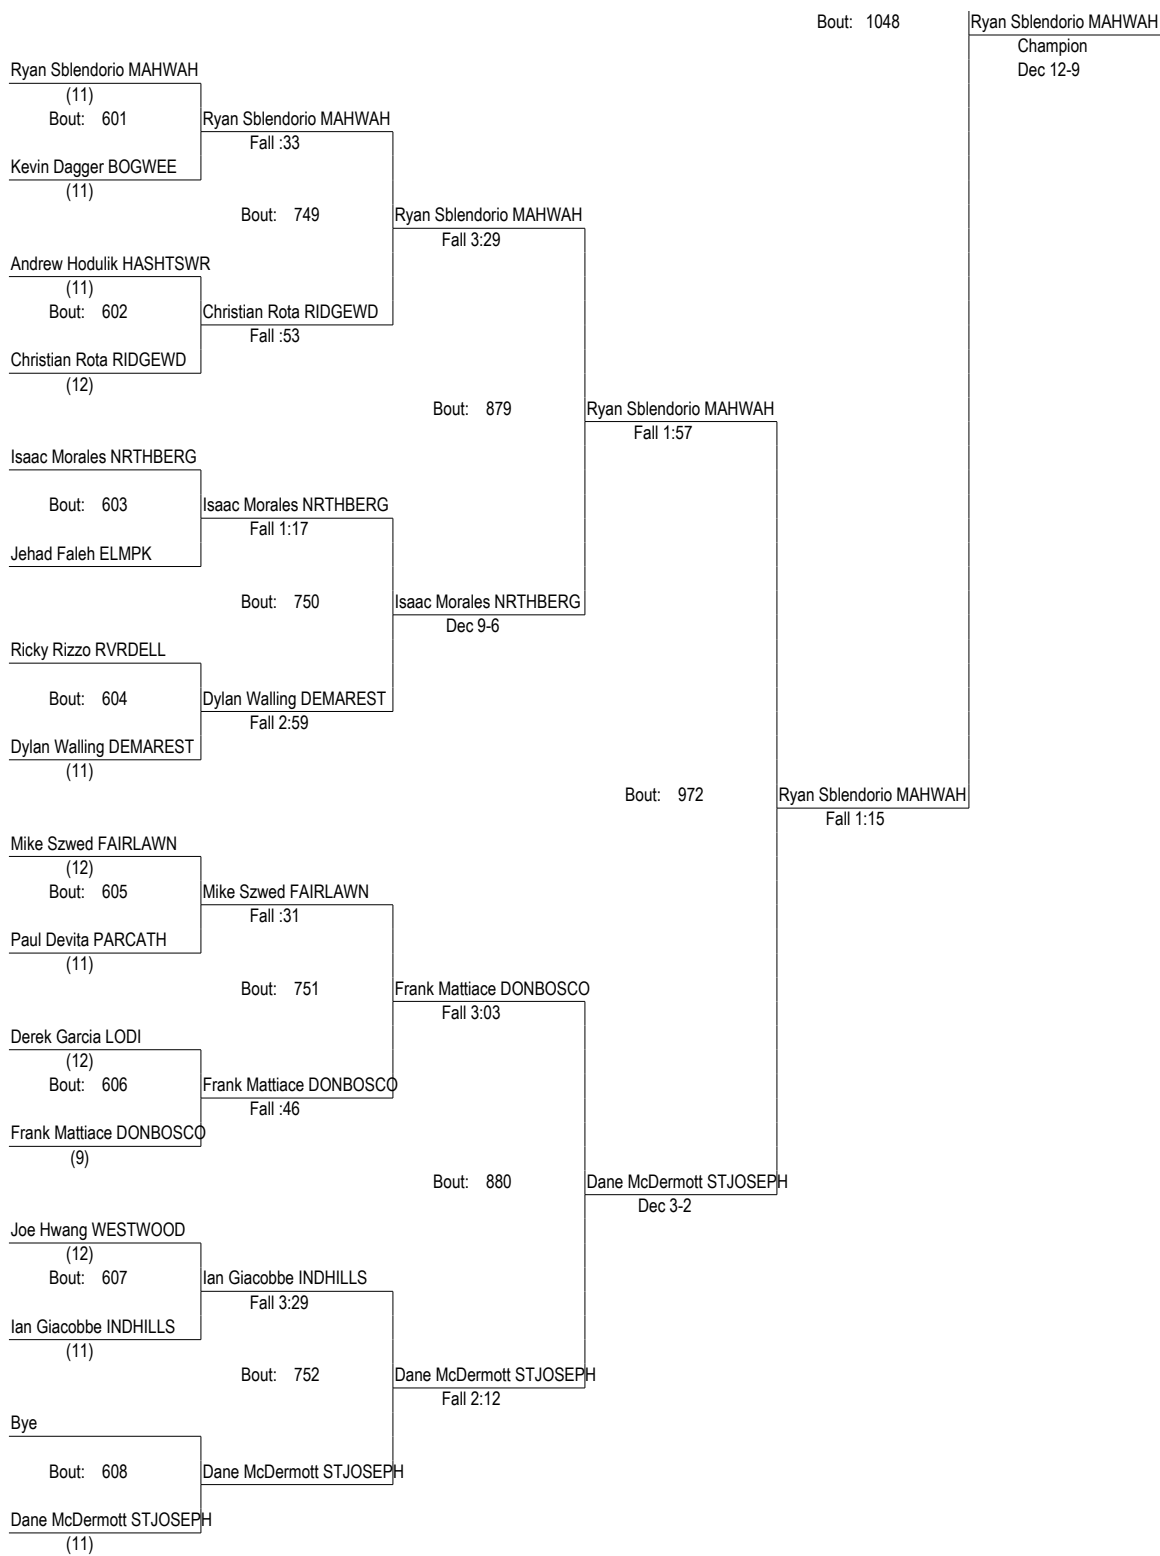 Bout: 1048 Ryan Sblendorio MAHWAH
Champion
Ryan Sblendorio MAHWAH Dec 12-9
(11)
Bout: 601 Ryan Sblendorio MAHWAH
Fall :33
Kevin Dagger BOGWEE
(11)
Bout: 749 Ryan Sblendorio MAHWAH
Fall 3:29
Andrew Hodulik HASHTSWR
(11)
Bout: 602 Christian Rota RIDGEWD
Fall :53
Christian Rota RIDGEWD
(12)
Bout: 879 Ryan Sblendorio MAHWAH
Fall 1:57
Isaac Morales NRTHBERG
Bout: 603 Isaac Morales NRTHBERG
Fall 1:17
Jehad Faleh ELMPK
Bout: 750 Isaac Morales NRTHBERG
Dec 9-6
Ricky Rizzo RVRDELL
Bout: 604 Dylan Walling DEMAREST
Fall 2:59
Dylan Walling DEMAREST
(11)
Bout: 972 Ryan Sblendorio MAHWAH
Fall 1:15
Mike Szwed FAIRLAWN
(12)
Bout: 605 Mike Szwed FAIRLAWN
Fall :31
Paul Devita PARCATH
(11)
Bout: 751 Frank Mattiace DONBOSCO
Fall 3:03
Derek Garcia LODI
(12)
Bout: 606 Frank Mattiace DONBOSCO
Fall :46
Frank Mattiace DONBOSCO
(9)
Bout: 880 Dane McDermott STJOSEPH
Dec 3-2
Joe Hwang WESTWOOD
(12)
Bout: 607 Ian Giacobbe INDHILLS
Fall 3:29
Ian Giacobbe INDHILLS
(11)
Bout: 752 Dane McDermott STJOSEPH
Fall 2:12
Bye
Bout: 608 Dane McDermott STJOSEPH
Dane McDermott STJOSEPH
(11)